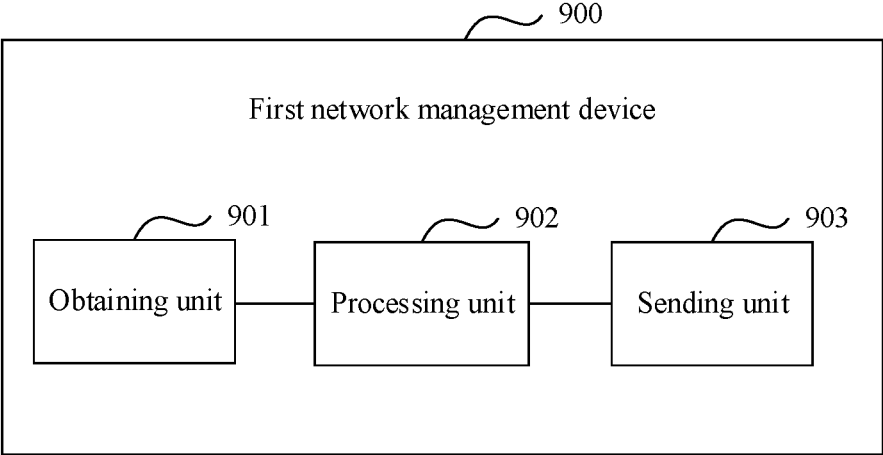 900
First network management device
901
902
903
Obtaining unit
Processing unit
Sending unit